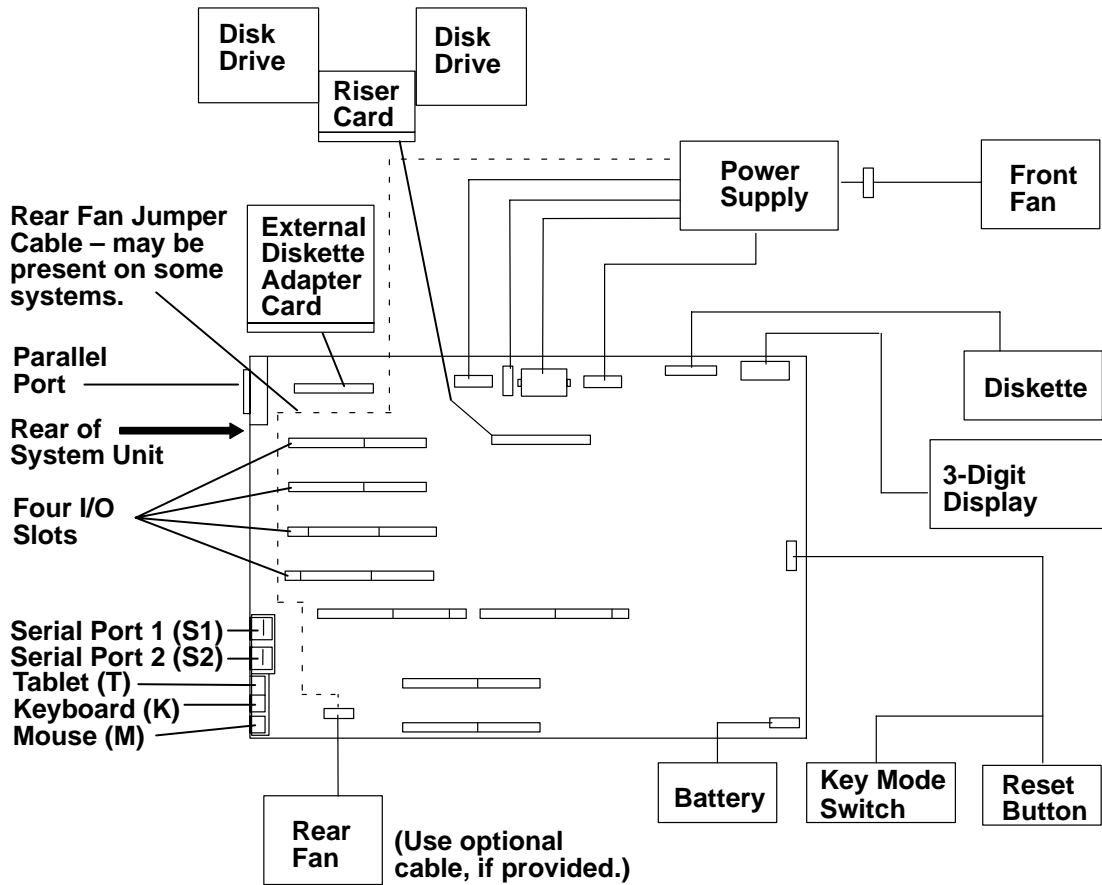 Disk
Drive
Disk
Drive
Riser
Card
Power
Supply
Front
Fan
Rear Fan Jumper
Cable – may be
present on some
systems.
External
Diskette
Adapter
Card
Parallel
Port
Diskette
Rear of
System Unit
3-Digit
Display
Four I/O
Slots
Serial Port 1 (S1)
Serial Port 2 (S2)
Tablet (T)
Keyboard (K)
Mouse (M)
Battery
Key Mode
Switch
Reset
Button
Rear
Fan
(Use optional
cable, if provided.)